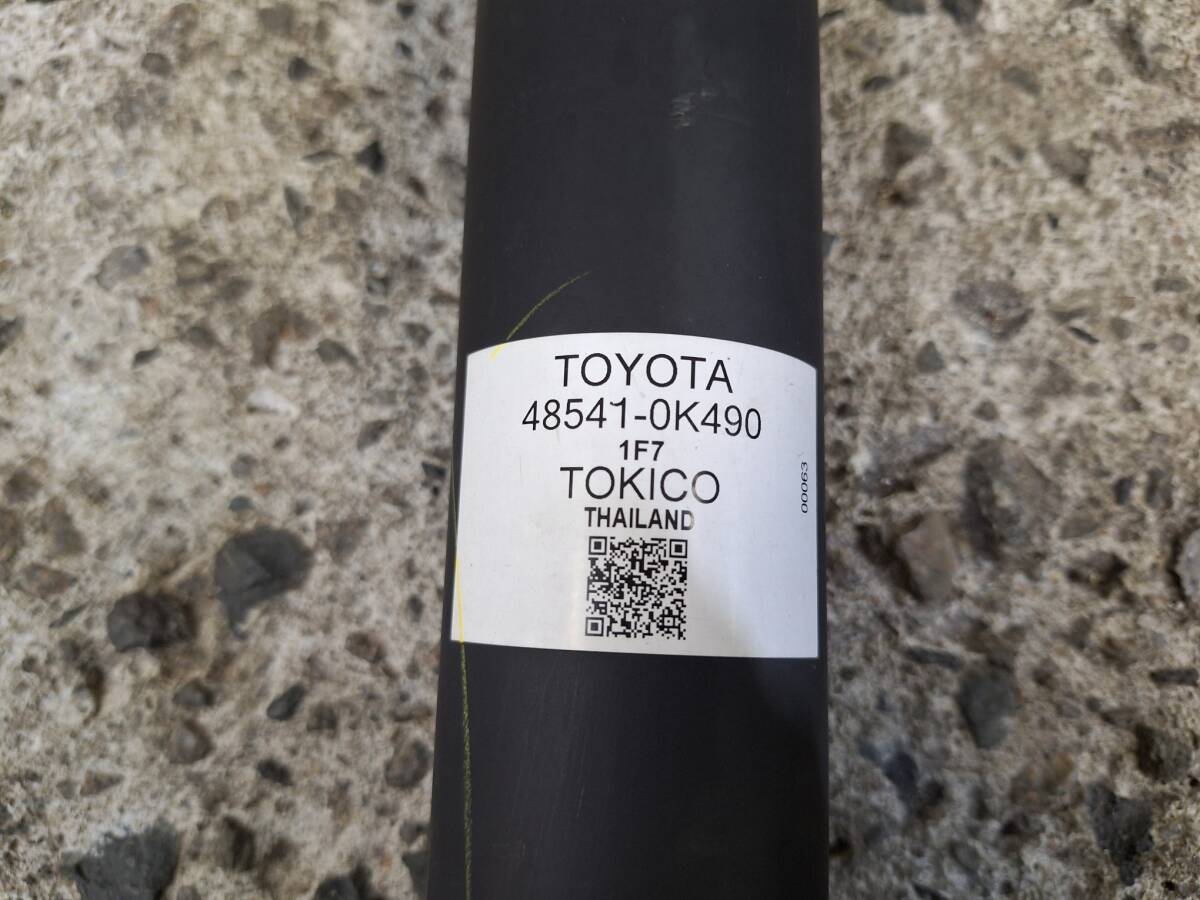 TOYOTA
48541-0K490
1F7
TOKICO
THAILAND
00063